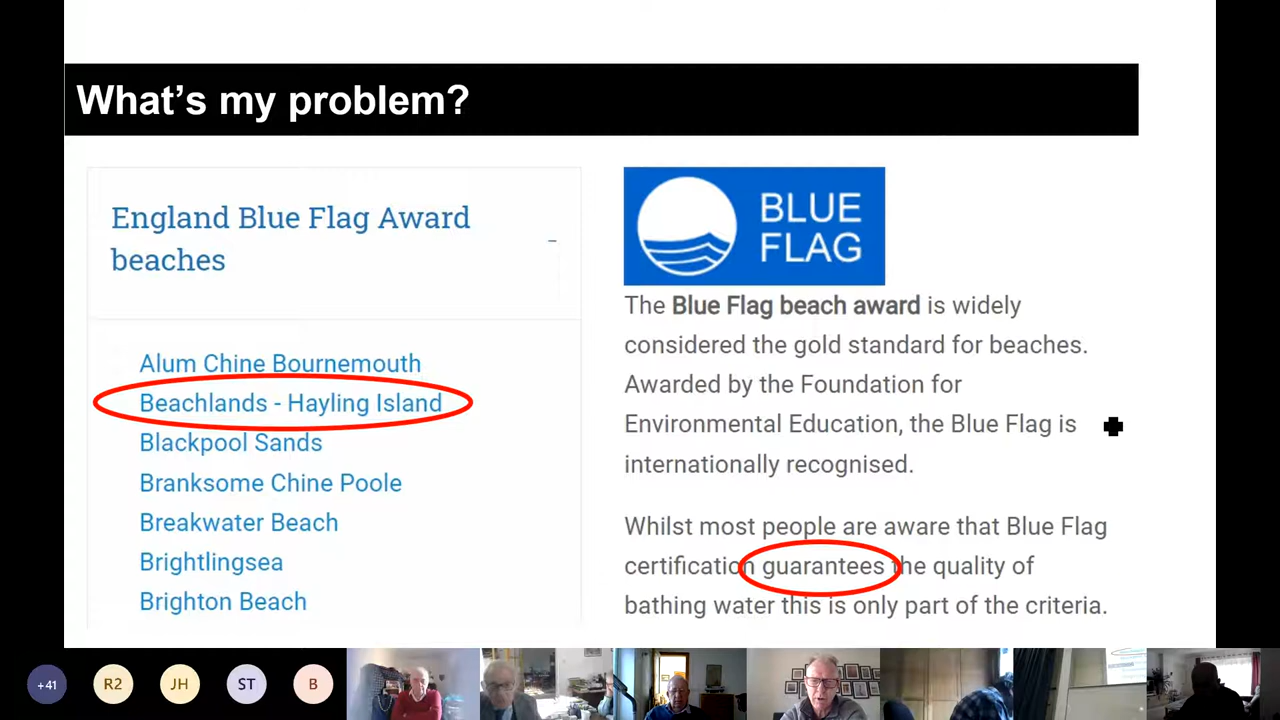 What's my problem?
England Blue Flag Award
beaches
Alum Chine Bournemouth
Beachlands - Hayling Island
Blackpool Sands
Branksome Chine Poole
Breakwater Beach
Brightlingsea
Brighton Beach
BLUE
FLAG
The Blue Flag beach award is widely
considered the gold standard for beaches.
Awarded by the Foundation for
Environmental Education, the Blue Flag is
internationally recognised.
Whilst most people are aware that Blue Flag
certification guarantees the quality of
bathing water this is only part of the criteria.
+41
R2
JH
ST
B